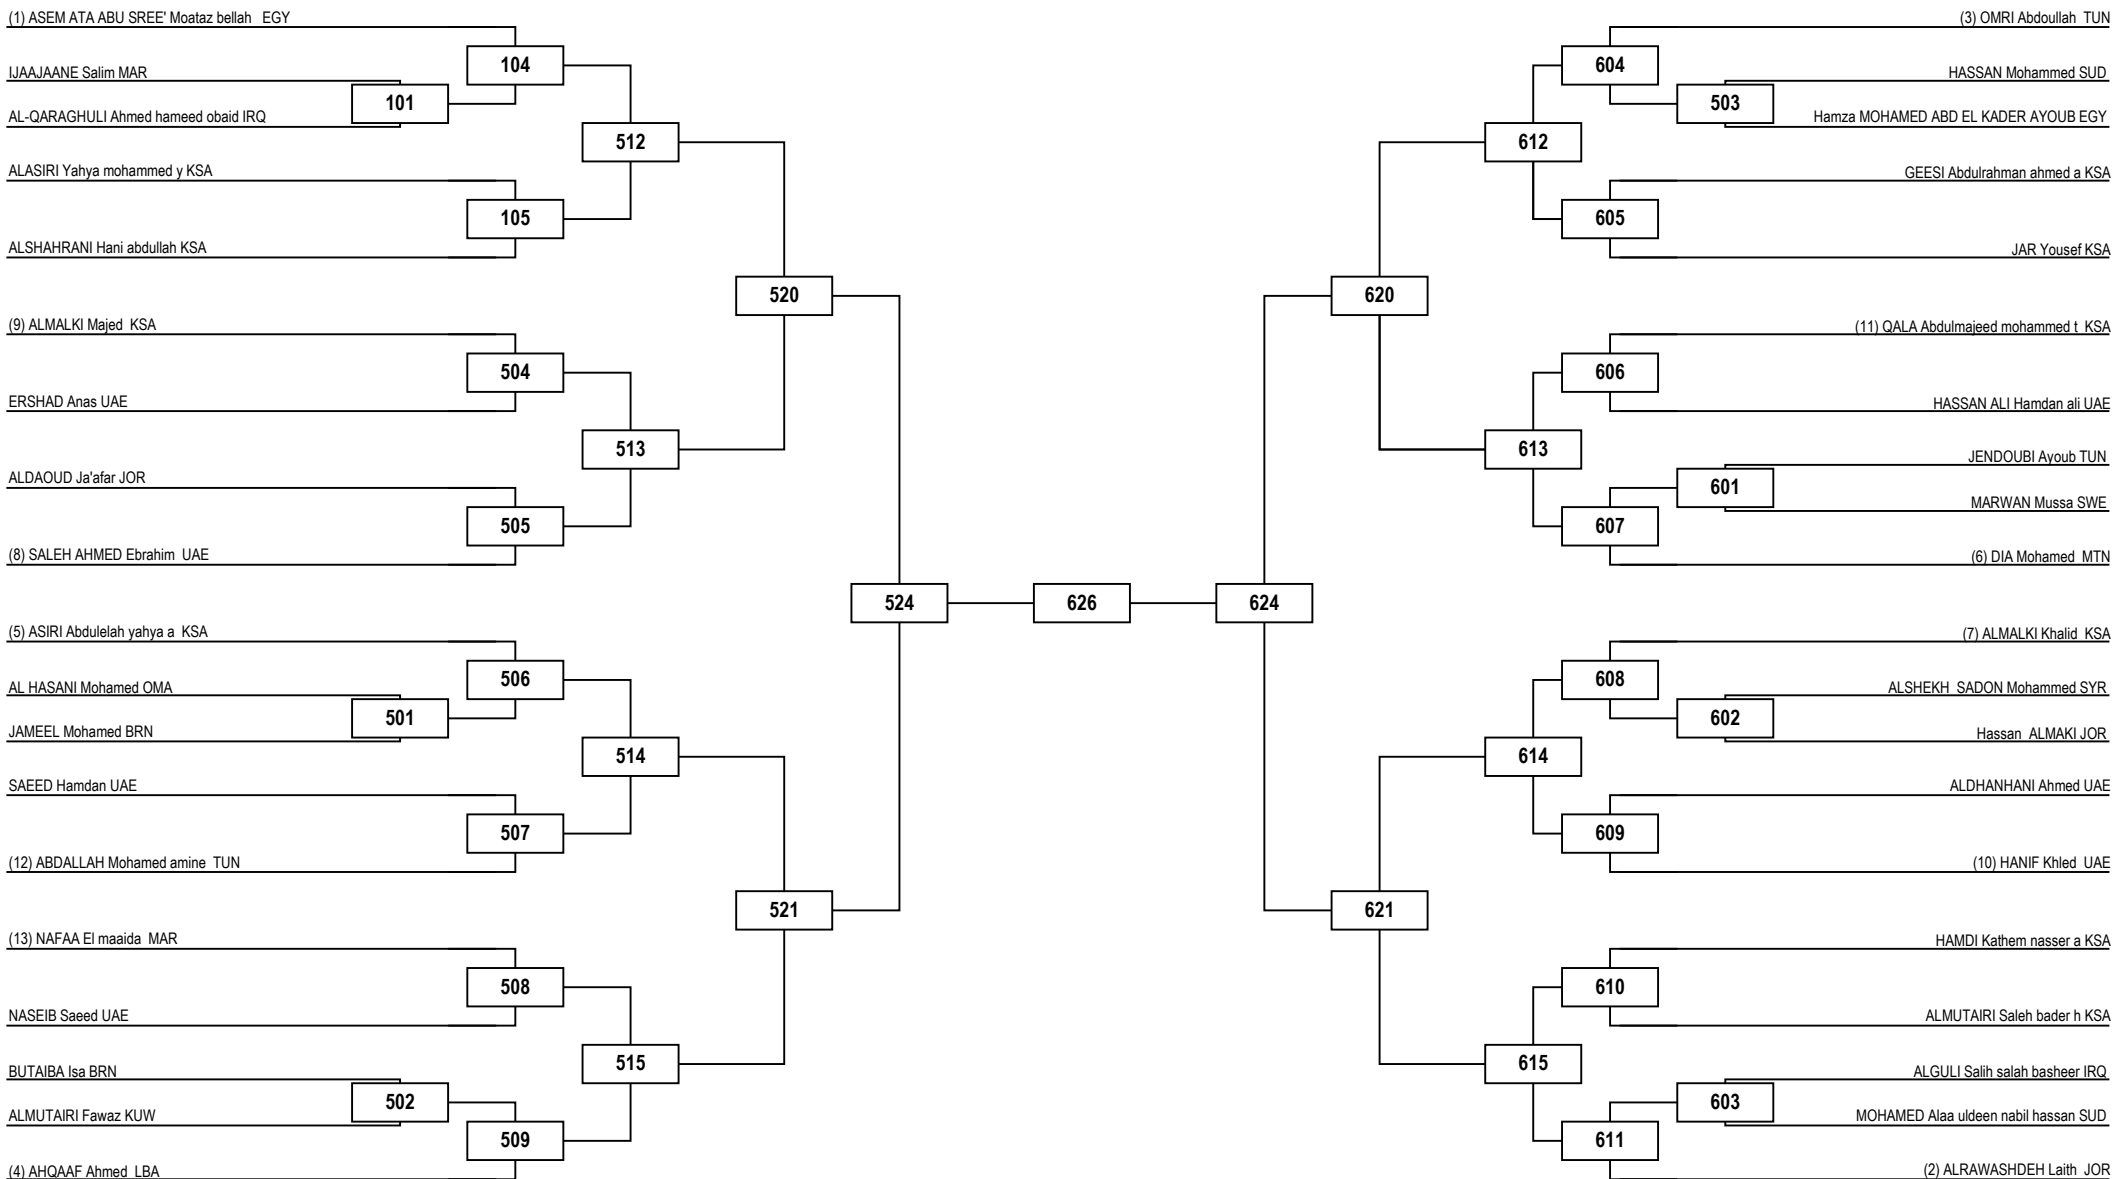 (1) ASEM ATA ABU SREE' Moataz bellah EGY
IJAAJAANE Salim MAR
AL-QARAGHULI Ahmed hameed obaid IRQ
ALASIRI Yahya mohammed y KSA
ALSHAHRANI Hani abdullah KSA
(9) ALMALKI Majed KSA
ERSHAD Anas UAE
ALDAOUD Ja'afar JOR
(8) SALEH AHMED Ebrahim UAE
(5) ASIRI Abdulelah yahya a KSA
AL HASANI Mohamed OMA
JAMEEL Mohamed BRN
SAEED Hamdan UAE
(12) ABDALLAH Mohamed amine TUN
(13) NAFAA El maaida MAR
NASEIB Saeed UAE
BUTAIBA Isa BRN
ALMUTAIRI Fawaz KUW
(4) AHQAAF Ahmed LBA
101
501
502
104
105
504
505
506
507
508
509
512
513
514
515
520
521
524
626
624
620
621
612
613
614
615
604
605
606
607
608
609
610
611
503
601
602
603
(3) OMRI Abdoullah TUN
HASSAN Mohammed SUD
Hamza MOHAMED ABD EL KADER AYOUB EGY
GEESI Abdulrahman ahmed a KSA
JAR Yousef KSA
(11) QALA Abdulmajeed mohammed t KSA
HASSAN ALI Hamdan ali UAE
JENDOUBI Ayoub TUN
MARWAN Mussa SWE
(6) DIA Mohamed MTN
(7) ALMALKI Khalid KSA
ALSHEKH SADON Mohammed SYR
Hassan ALMAKI JOR
ALDHANHANI Ahmed UAE
(10) HANIF Khled UAE
HAMDI Kathem nasser a KSA
ALMUTAIRI Saleh bader h KSA
ALGULI Salih salah basheer IRQ
MOHAMED Alaa uldeen nabil hassan SUD
(2) ALRAWASHDEH Laith JOR